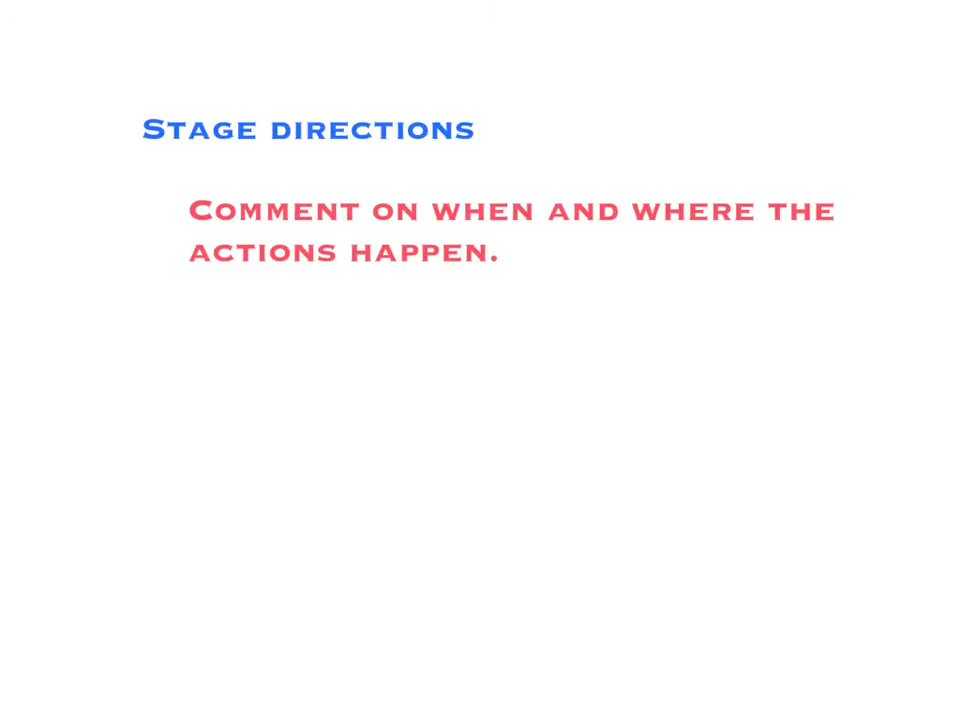 Stage directions
Comment on when and where the
actions happen.